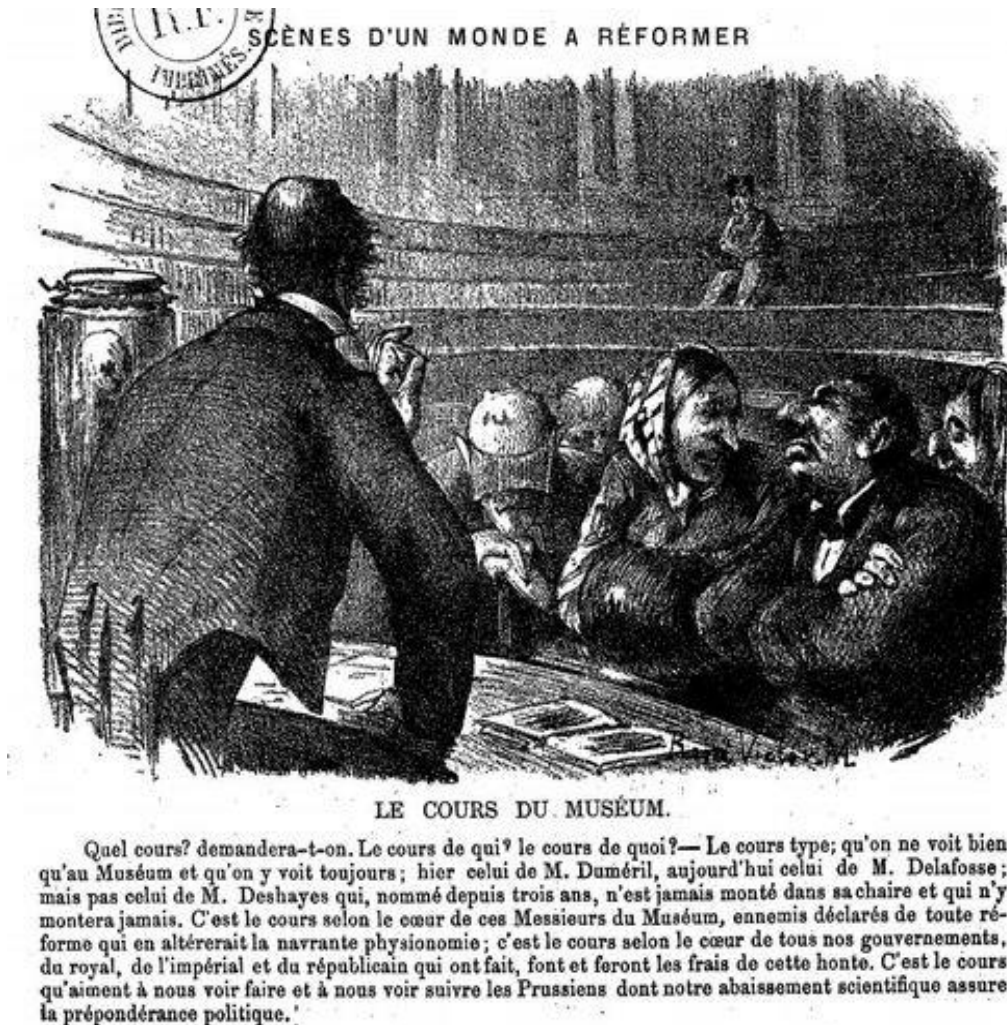 R.F.
SCÈNES D'UN MONDE A RÉFORMER
LE COURS DU MUSÉUM.
Quel cours? demandera-t-on. Le cours de qui? le cours de quoi?— Le cours type; qu'on ne voit bien
qu'au Muséum et qu'on y voit toujours; hier celui de M. Duméril, aujourd'hui celui de M. Delafosse;
mais pas celui de M. Deshayes qui, nommé depuis trois ans, n'est jamais monté dans sa chaire et qui n'y
montera jamais. C'est le cours selon le cœur de ces Messieurs du Muséum, ennemis déclarés de toute ré-
forme qui en altérerait la navrante physionomie; c'est le cours selon le cœur de tous nos gouvernements,
du royal, de l'impérial et du républicain qui ont fait, font et feront les frais de cette honte. C'est le cours
qu'aiment à nous voir faire et à nous voir suivre les Prussiens dont notre abaissement scientifique assure
la prépondérance politique.